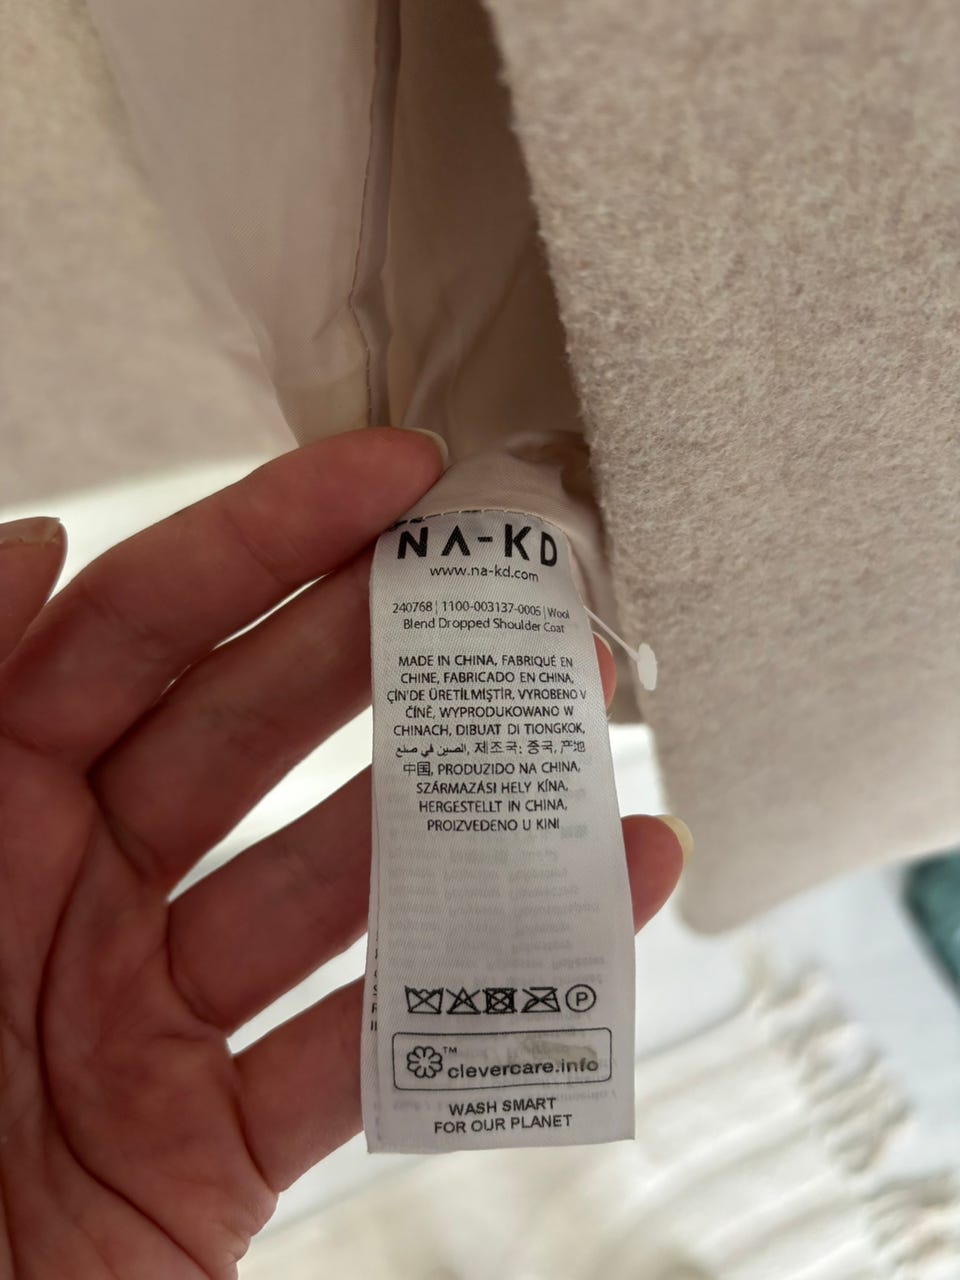 NA-KD
www.na-kd.com
240768 | 1100-003137-0005 | Wool
Blend Dropped Shoulder Coat
MADE IN CHINA, FABRIQUÉ EN
CHINE, FABRICADO EN CHINA,
ÇİN'DE ÜRETİLMİŞTİR, VYROBENO V
ČÍNĚ, WYPRODUKOWANO W
CHINACH, DIBUAT DI TIONGKOK,
الصين في صنع, 제조국: 중국, 产地
中国, PRODUZIDO NA CHINA,
SZÁRMAZÁSI HELY KÍNA,
HERGESTELLT IN CHINA,
PROIZVEDENO U KINI
P
™
clevercare.info
WASH SMART
FOR OUR PLANET